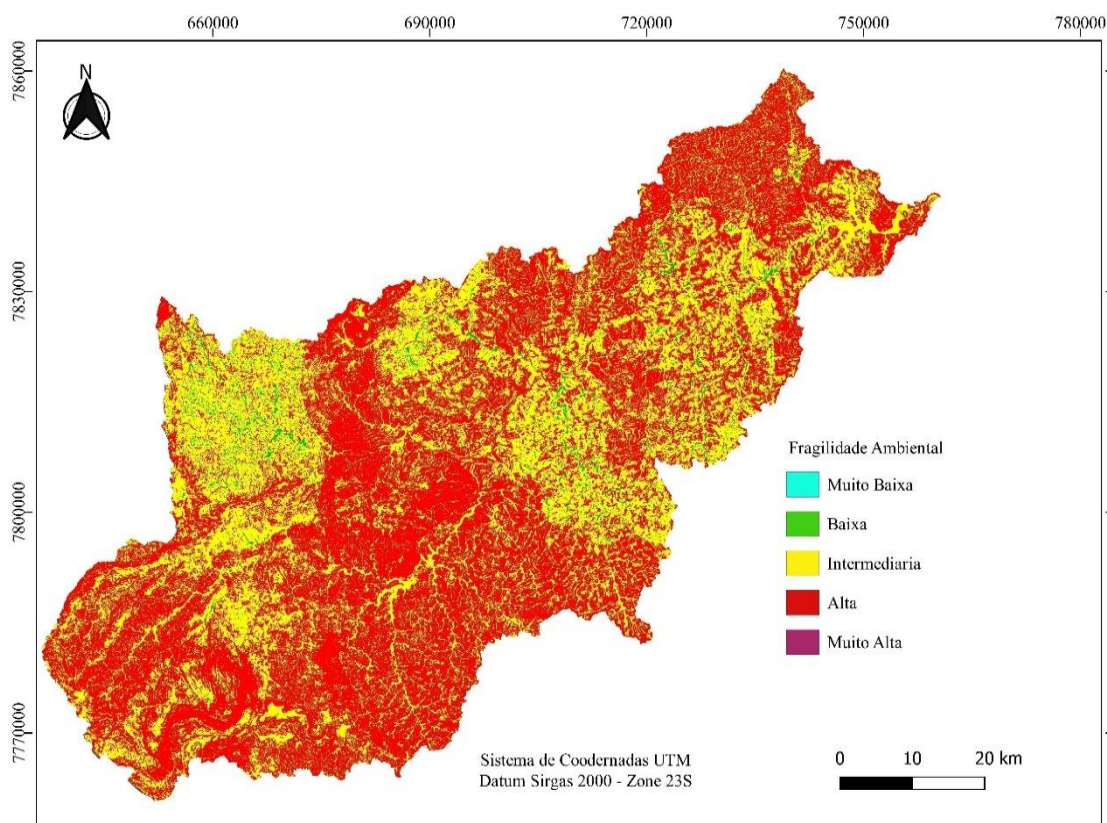 660000
690000
720000
750000
780000
7860000
7830000
7800000
7770000
N
Fragilidade Ambiental
Muito Baixa
Baixa
Intermediaria
Alta
Muito Alta
Sistema de Coodernadas UTM
Datum Sirgas 2000 - Zone 23S
0 10 20 km